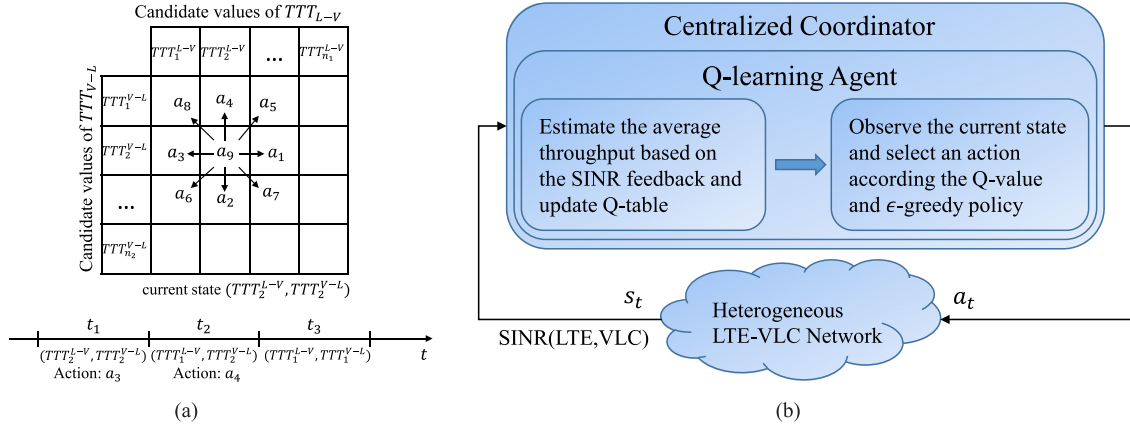 Candidate values of TTT_{L-V}
TTT_1^{L-V} TTT_2^{L-V} ... TTT_{n_1}^{L-V}
Candidate values of TTT_{V-L}
TTT_1^{V-L}
TTT_2^{V-L}
...
TTT_{n_2}^{V-L}
a_8 a_4 a_5
a_3 a_9 a_1
a_6 a_2 a_7
current state (TTT_2^{L-V}, TTT_2^{V-L})
t_1 t_2 t_3
t
(TTT_2^{L-V}, TTT_2^{V-L}) (TTT_1^{L-V}, TTT_2^{V-L}) (TTT_1^{L-V}, TTT_1^{V-L})
Action: a_3 Action: a_4
(a)
Centralized Coordinator
Q-learning Agent
Estimate the average
throughput based on
the SINR feedback and
update Q-table
Observe the current state
and select an action
according the Q-value
and ϵ-greedy policy
s_t
SINR(LTE,VLC)
Heterogeneous
LTE-VLC Network
a_t
(b)